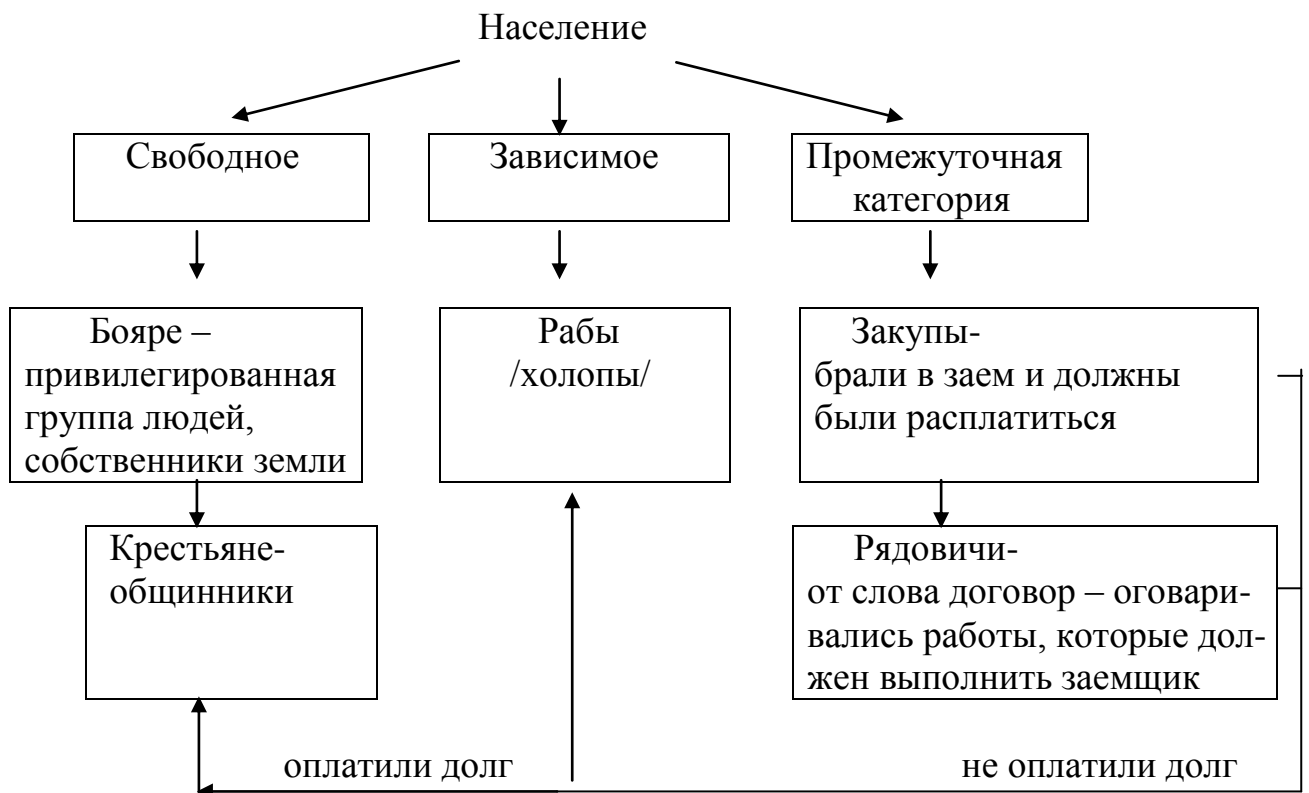 Население
Свободное
Зависимое
Промежуточная
категория
Бояре –
привилегированная
группа людей,
собственники земли
Рабы
/холопы/
Закупы-
брали в заем и должны
были расплатиться
Крестьяне-
общинники
Рядовичи-
от слова договор – оговари-
вались работы, которые дол-
жен выполнить заемщик
оплатили долг
не оплатили долг